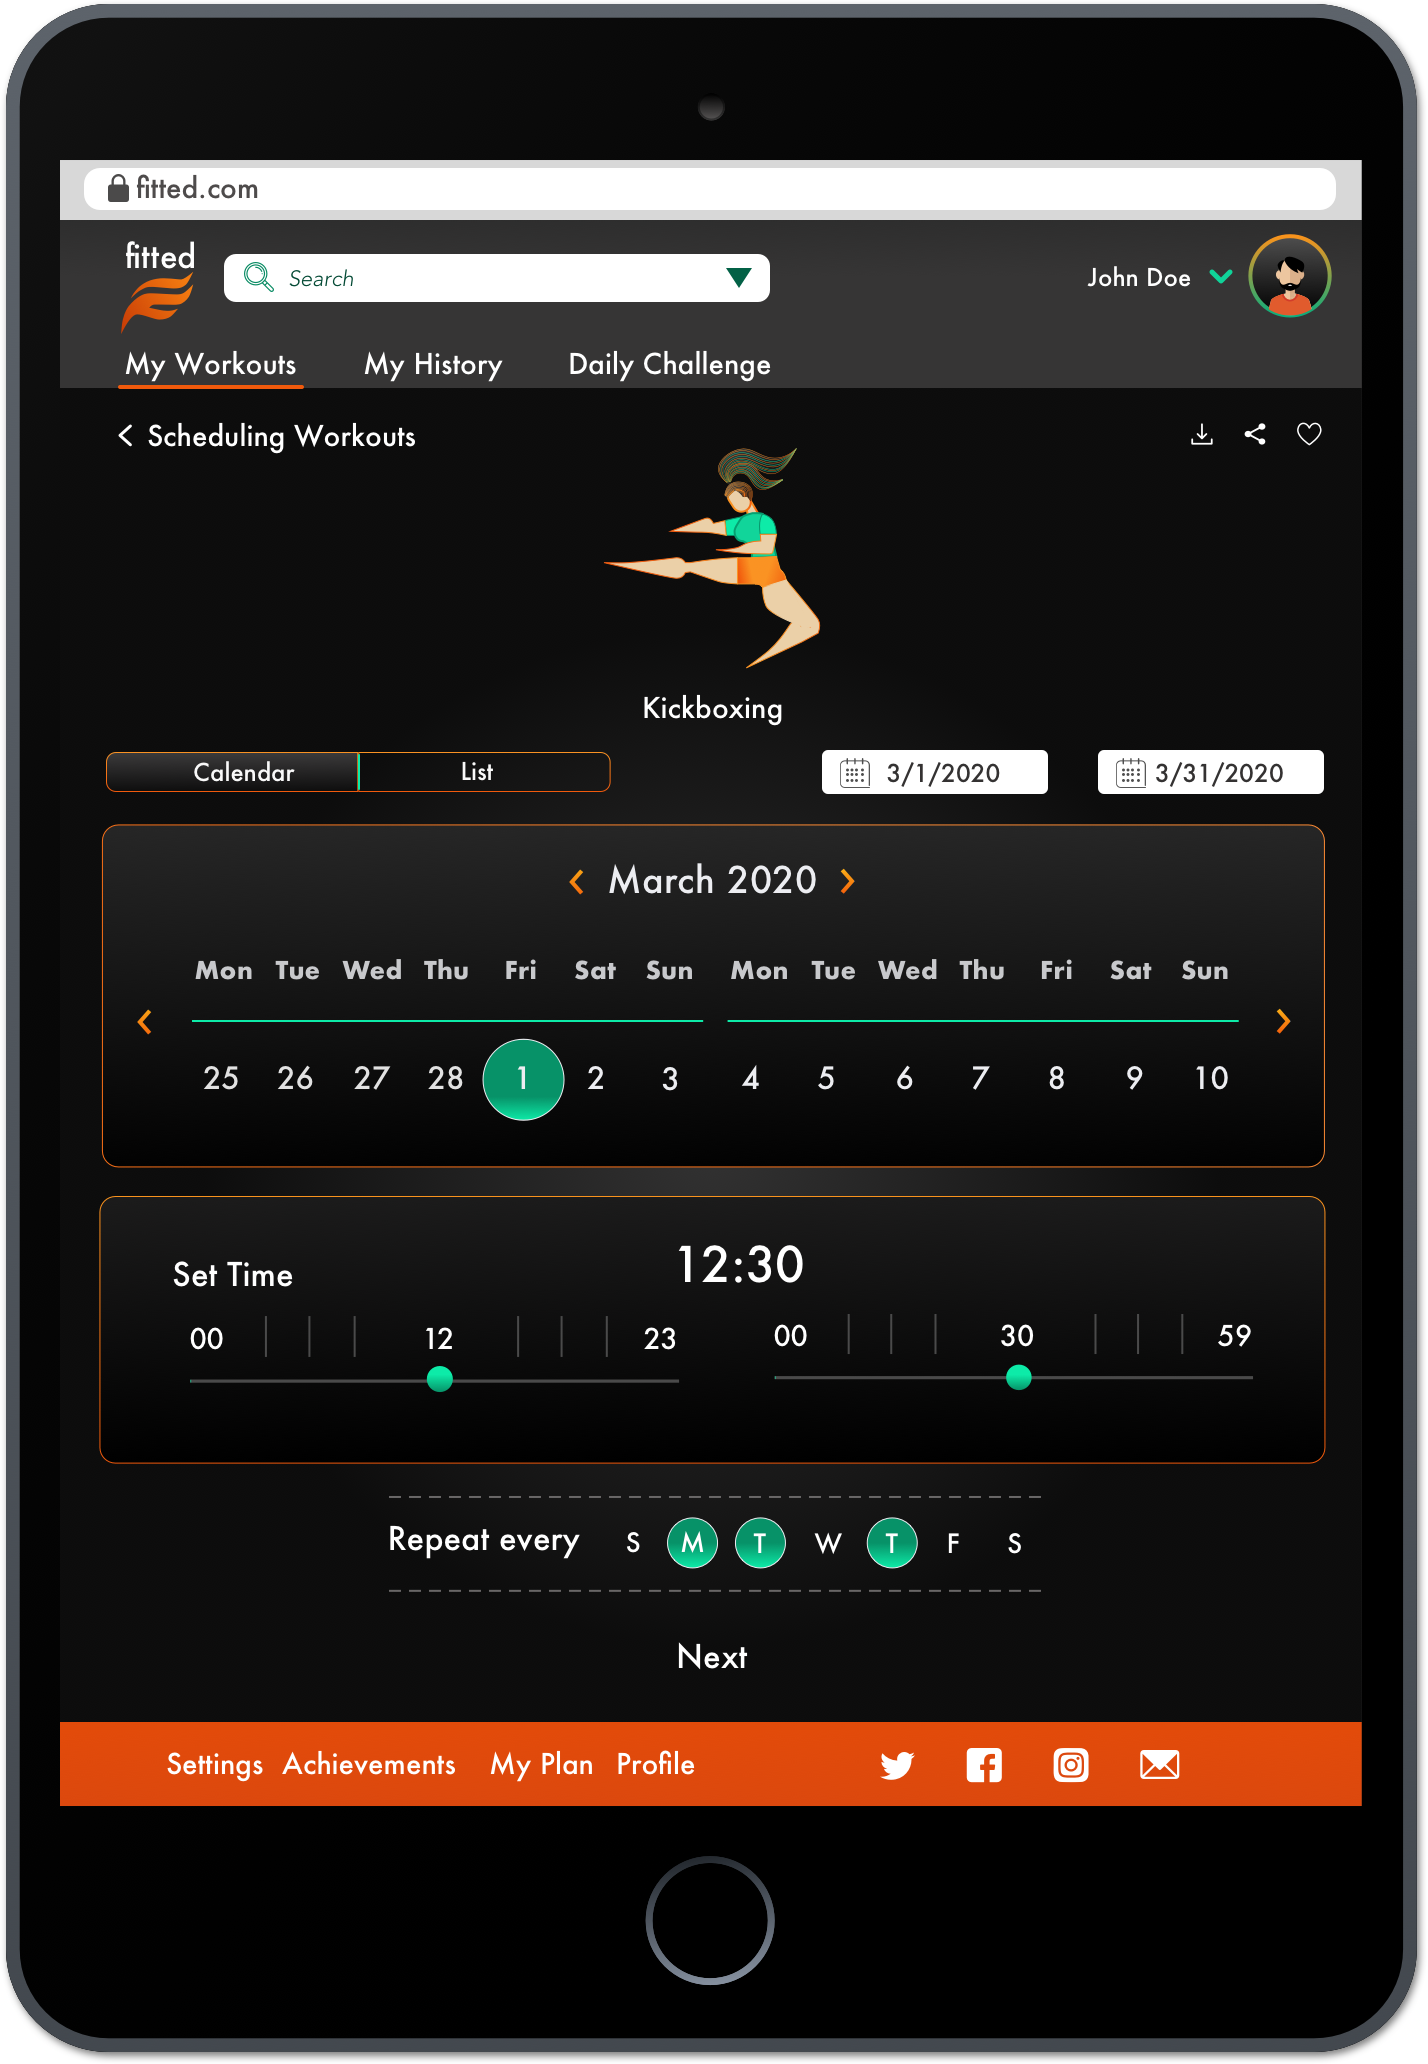 fitted.com
fitted
Search
John Doe
My Workouts My History Daily Challenge
Scheduling Workouts
Kickboxing
Calendar List 3/1/2020 3/31/2020
March 2020
Mon Tue Wed Thu Fri Sat Sun Mon Tue Wed Thu Fri Sat Sun
25 26 27 28 1 2 3 4 5 6 7 8 9 10
Set Time 12:30
00 12 23 00 30 59
Repeat every S M T W T F S
Next
Settings Achievements My Plan Profile